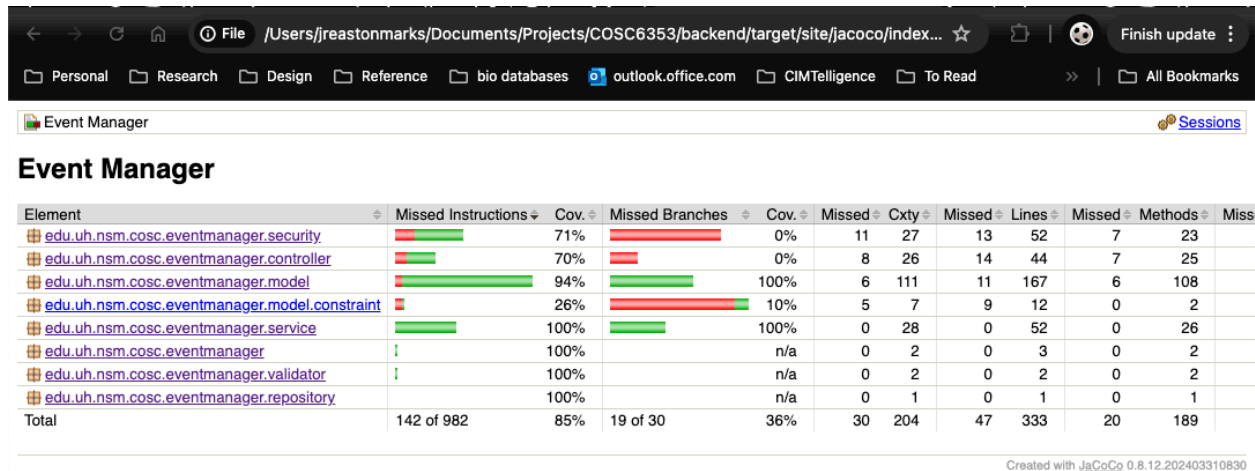 File /Users/jreastonmarks/Documents/Projects/COSC6353/backend/target/site/jacoco/index... Finish update
Personal Research Design Reference bio databases outlook.office.com CIMTelligence To Read » All Bookmarks
Event Manager Sessions
Event Manager
Element Missed Instructions Cov. Missed Branches Cov. Missed Cxty Missed Lines Missed Methods Miss
edu.uh.nsm.cosc.eventmanager.security 71% 0% 11 27 13 52 7 23
edu.uh.nsm.cosc.eventmanager.controller 70% 0% 8 26 14 44 7 25
edu.uh.nsm.cosc.eventmanager.model 94% 100% 6 111 11 167 6 108
edu.uh.nsm.cosc.eventmanager.model.constraint 26% 10% 5 7 9 12 0 2
edu.uh.nsm.cosc.eventmanager.service 100% 100% 0 28 0 52 0 26
edu.uh.nsm.cosc.eventmanager 100% n/a 0 2 0 3 0 2
edu.uh.nsm.cosc.eventmanager.validator 100% n/a 0 2 0 2 0 2
edu.uh.nsm.cosc.eventmanager.repository 100% n/a 0 1 0 1 0 1
Total 142 of 982 85% 19 of 30 36% 30 204 47 333 20 189
Created with JaCoCo 0.8.12.202403310830